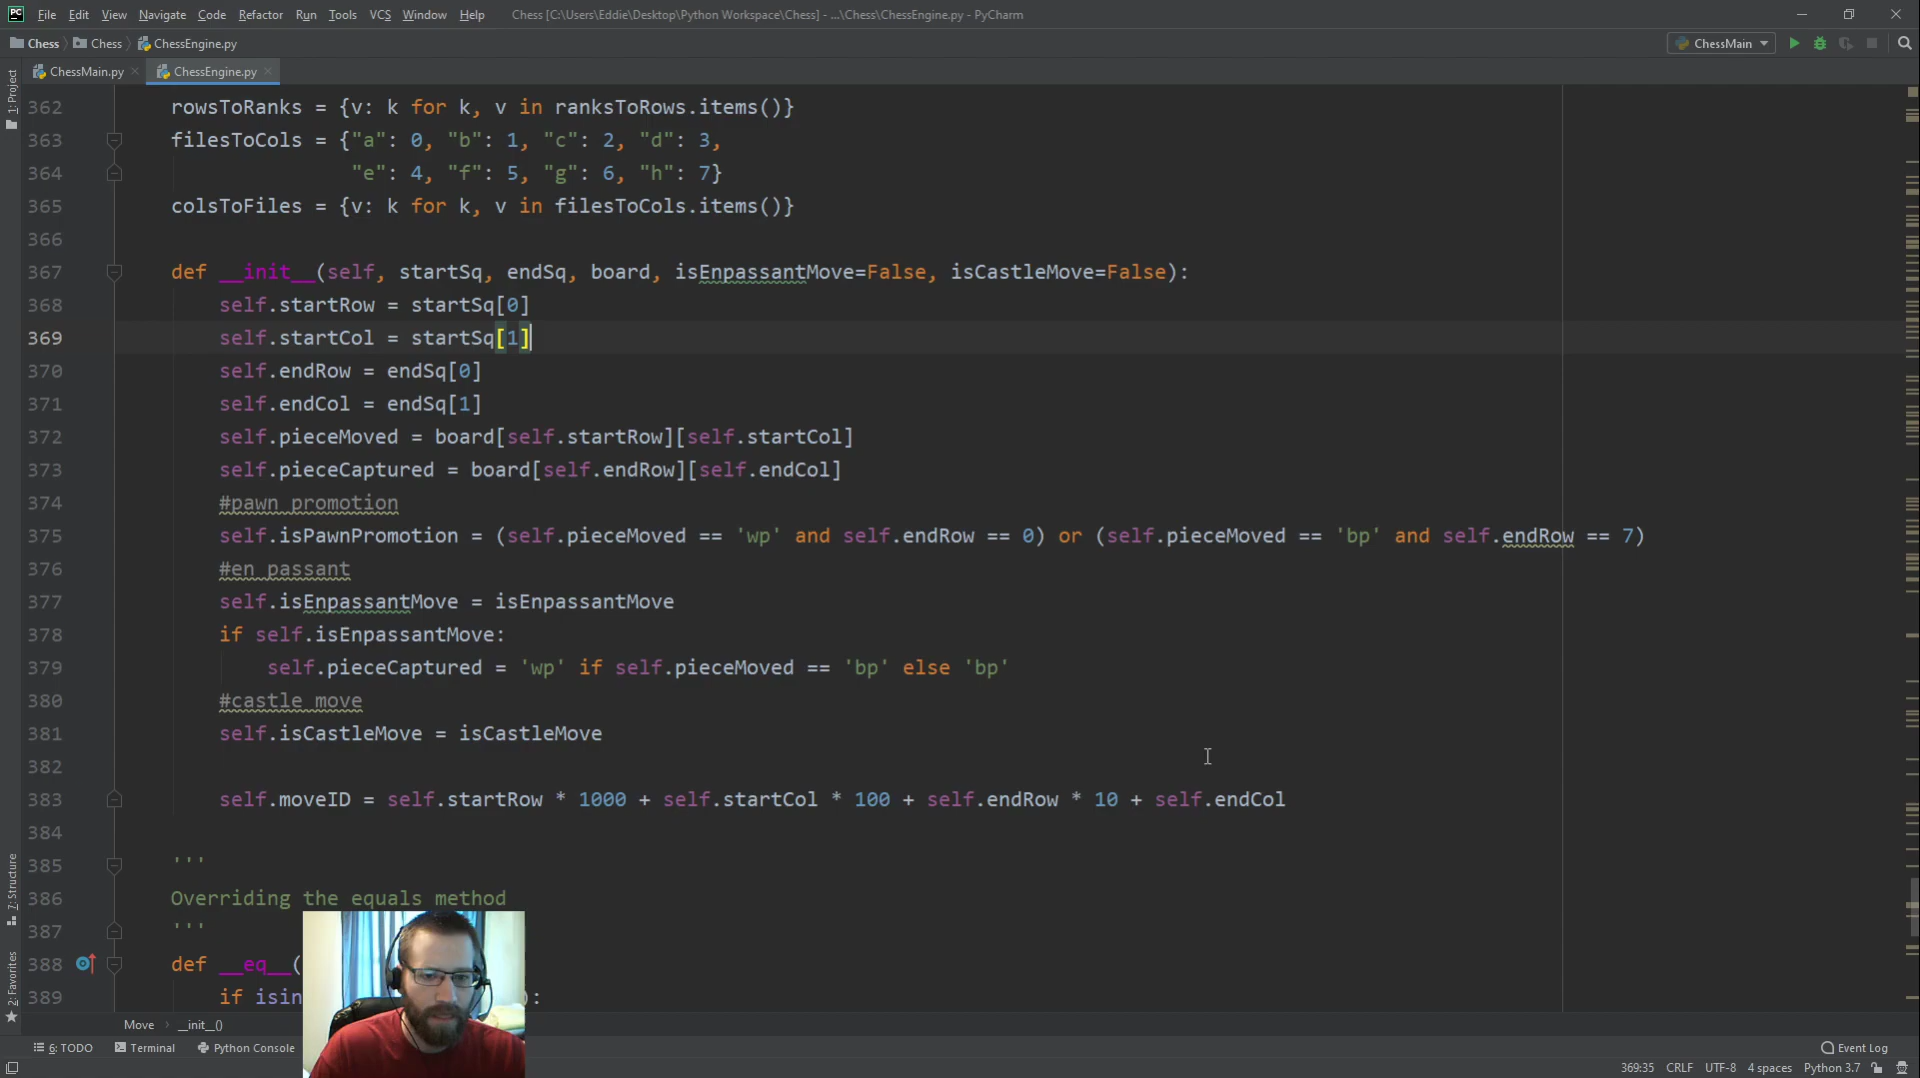 PC File Edit View Navigate Code Refactor Run Tools VCS Window Help Chess [C:\Users\Eddie\Desktop\Python Workspace\Chess] - ...\Chess\ChessEngine.py - PyCharm
Chess Chess ChessEngine.py ChessMain
ChessMain.py ChessEngine.py
1: Project
362 rowsToRanks = {v: k for k, v in ranksToRows.items()}
363 filesToCols = {"a": 0, "b": 1, "c": 2, "d": 3,
364 "e": 4, "f": 5, "g": 6, "h": 7}
365 colsToFiles = {v: k for k, v in filesToCols.items()}
366
367 def __init__(self, startSq, endSq, board, isEnpassantMove=False, isCastleMove=False):
368 self.startRow = startSq[0]
369 self.startCol = startSq[1]
370 self.endRow = endSq[0]
371 self.endCol = endSq[1]
372 self.pieceMoved = board[self.startRow][self.startCol]
373 self.pieceCaptured = board[self.endRow][self.endCol]
374 #pawn promotion
375 self.isPawnPromotion = (self.pieceMoved == 'wp' and self.endRow == 0) or (self.pieceMoved == 'bp' and self.endRow == 7)
376 #en passant
377 self.isEnpassantMove = isEnpassantMove
378 if self.isEnpassantMove:
379 self.pieceCaptured = 'wp' if self.pieceMoved == 'bp' else 'bp'
380 #castle move
381 self.isCastleMove = isCastleMove
382
383 self.moveID = self.startRow * 1000 + self.startCol * 100 + self.endRow * 10 + self.endCol
384
385 '''
386 Overriding the equals method
387 '''
388 def __eq__(
389 if isin ):
7: Structure
2: Favorites
Move __init__()
6: TODO Terminal Python Console Event Log
369:35 CRLF UTF-8 4 spaces Python 3.7